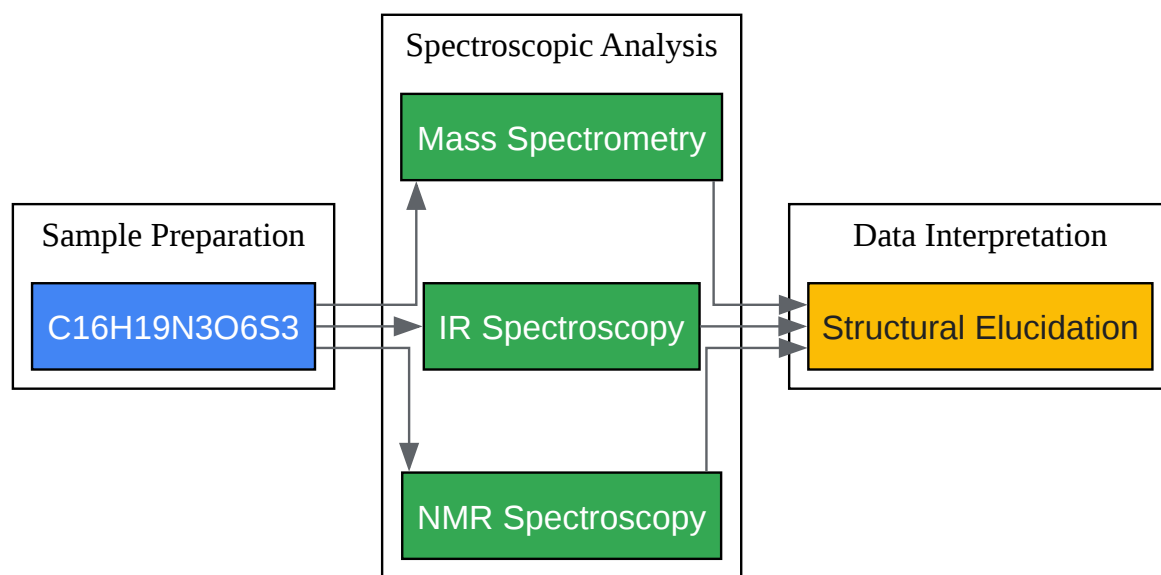 Sample Preparation
C16H19N3O6S3
Spectroscopic Analysis
Mass Spectrometry
IR Spectroscopy
NMR Spectroscopy
Data Interpretation
Structural Elucidation